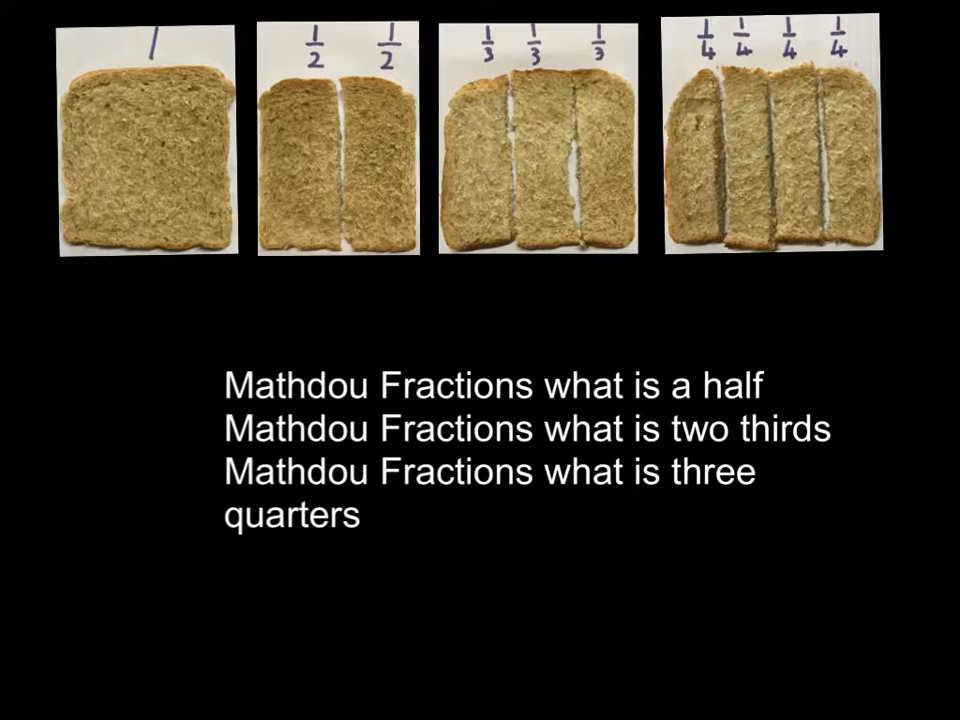 1
1/2 1/2
1/3 1/3 1/3
1/4 1/4 1/4 1/4
Mathdou Fractions what is a half
Mathdou Fractions what is two thirds
Mathdou Fractions what is three
quarters